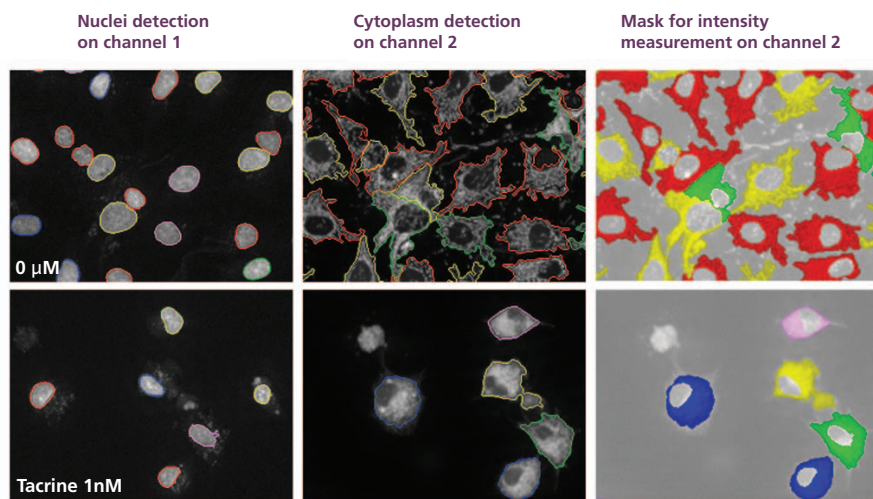 Nuclei detection
on channel 1
Cytoplasm detection
on channel 2
Mask for intensity
measurement on channel 2
0 µM
Tacrine 1nM